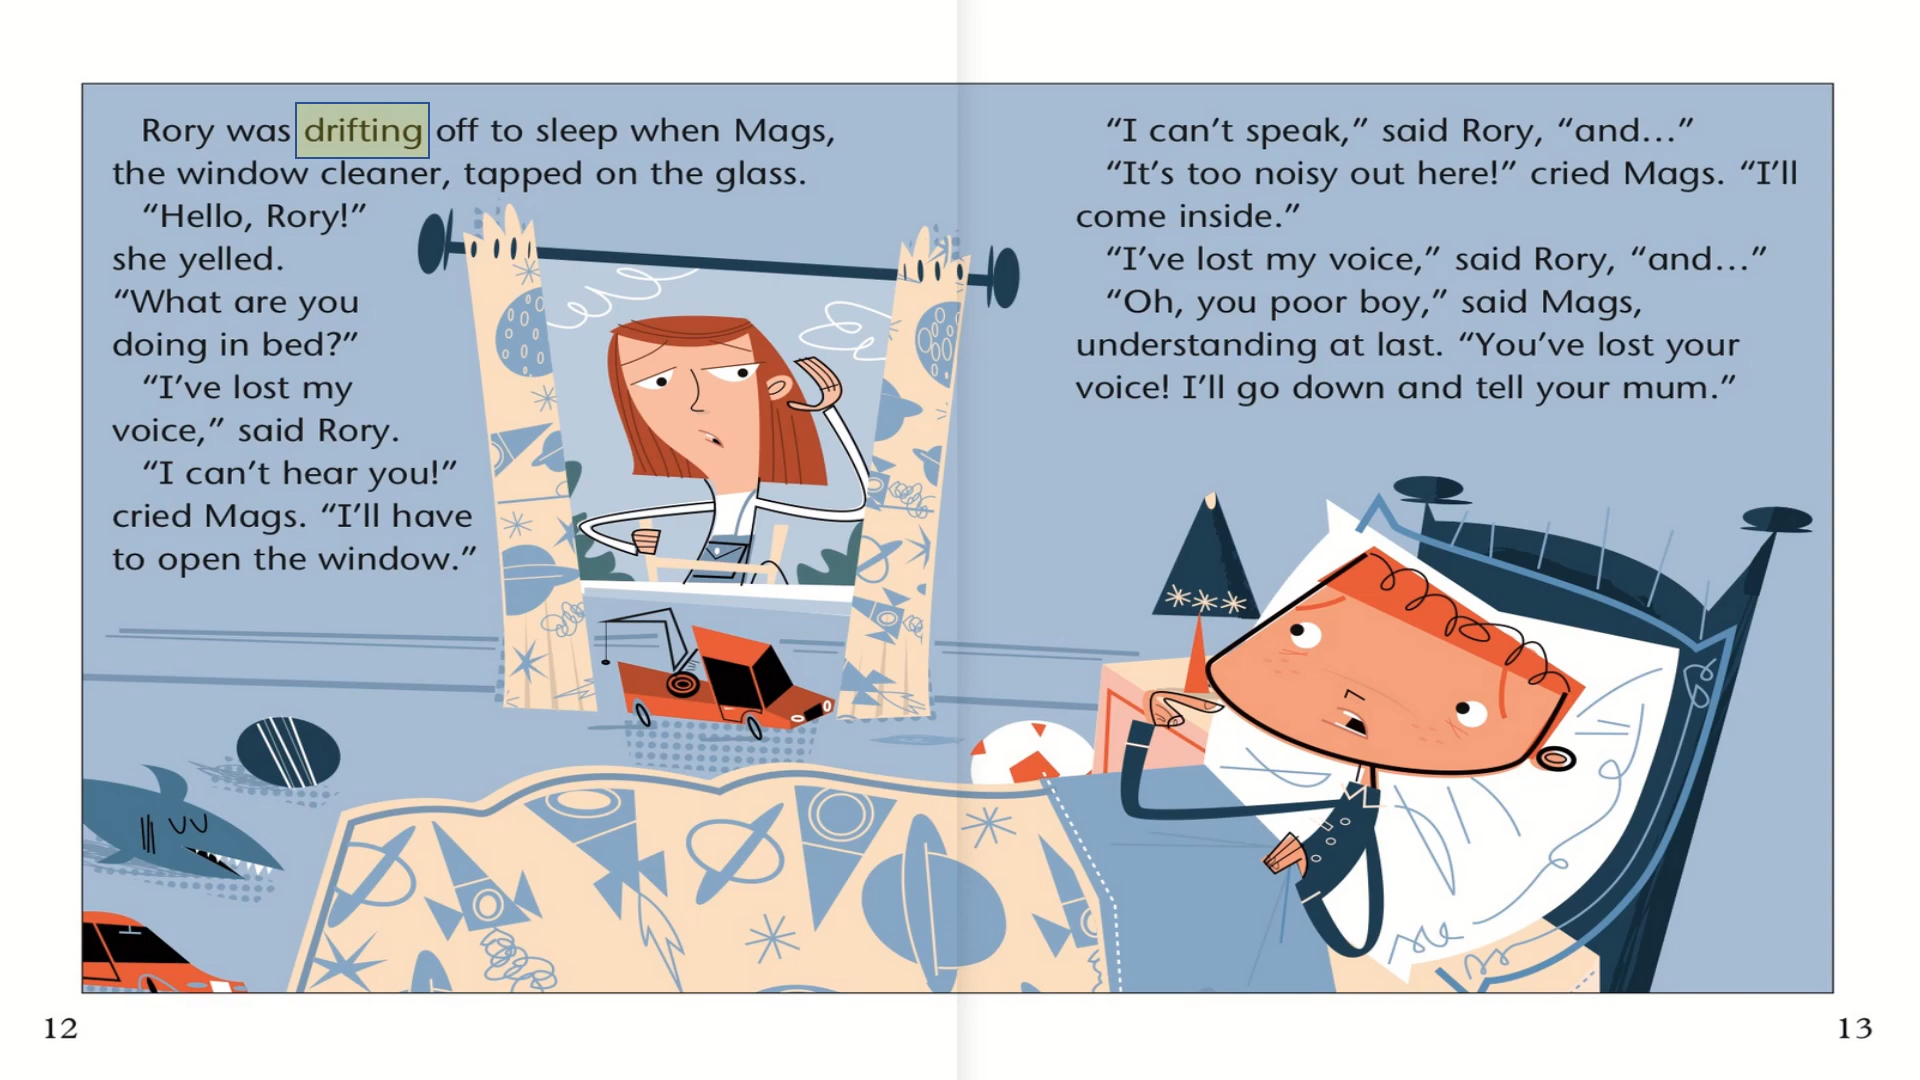 Rory was drifting off to sleep when Mags,
the window cleaner, tapped on the glass.
“Hello, Rory!”
she yelled.
“What are you
doing in bed?”
“I’ve lost my
voice,” said Rory.
“I can’t hear you!”
cried Mags. “I’ll have
to open the window.”
“I can’t speak,” said Rory, “and...”
“It’s too noisy out here!” cried Mags. “I’ll
come inside.”
“I’ve lost my voice,” said Rory, “and...”
“Oh, you poor boy,” said Mags,
understanding at last. “You’ve lost your
voice! I’ll go down and tell your mum.”
12
13